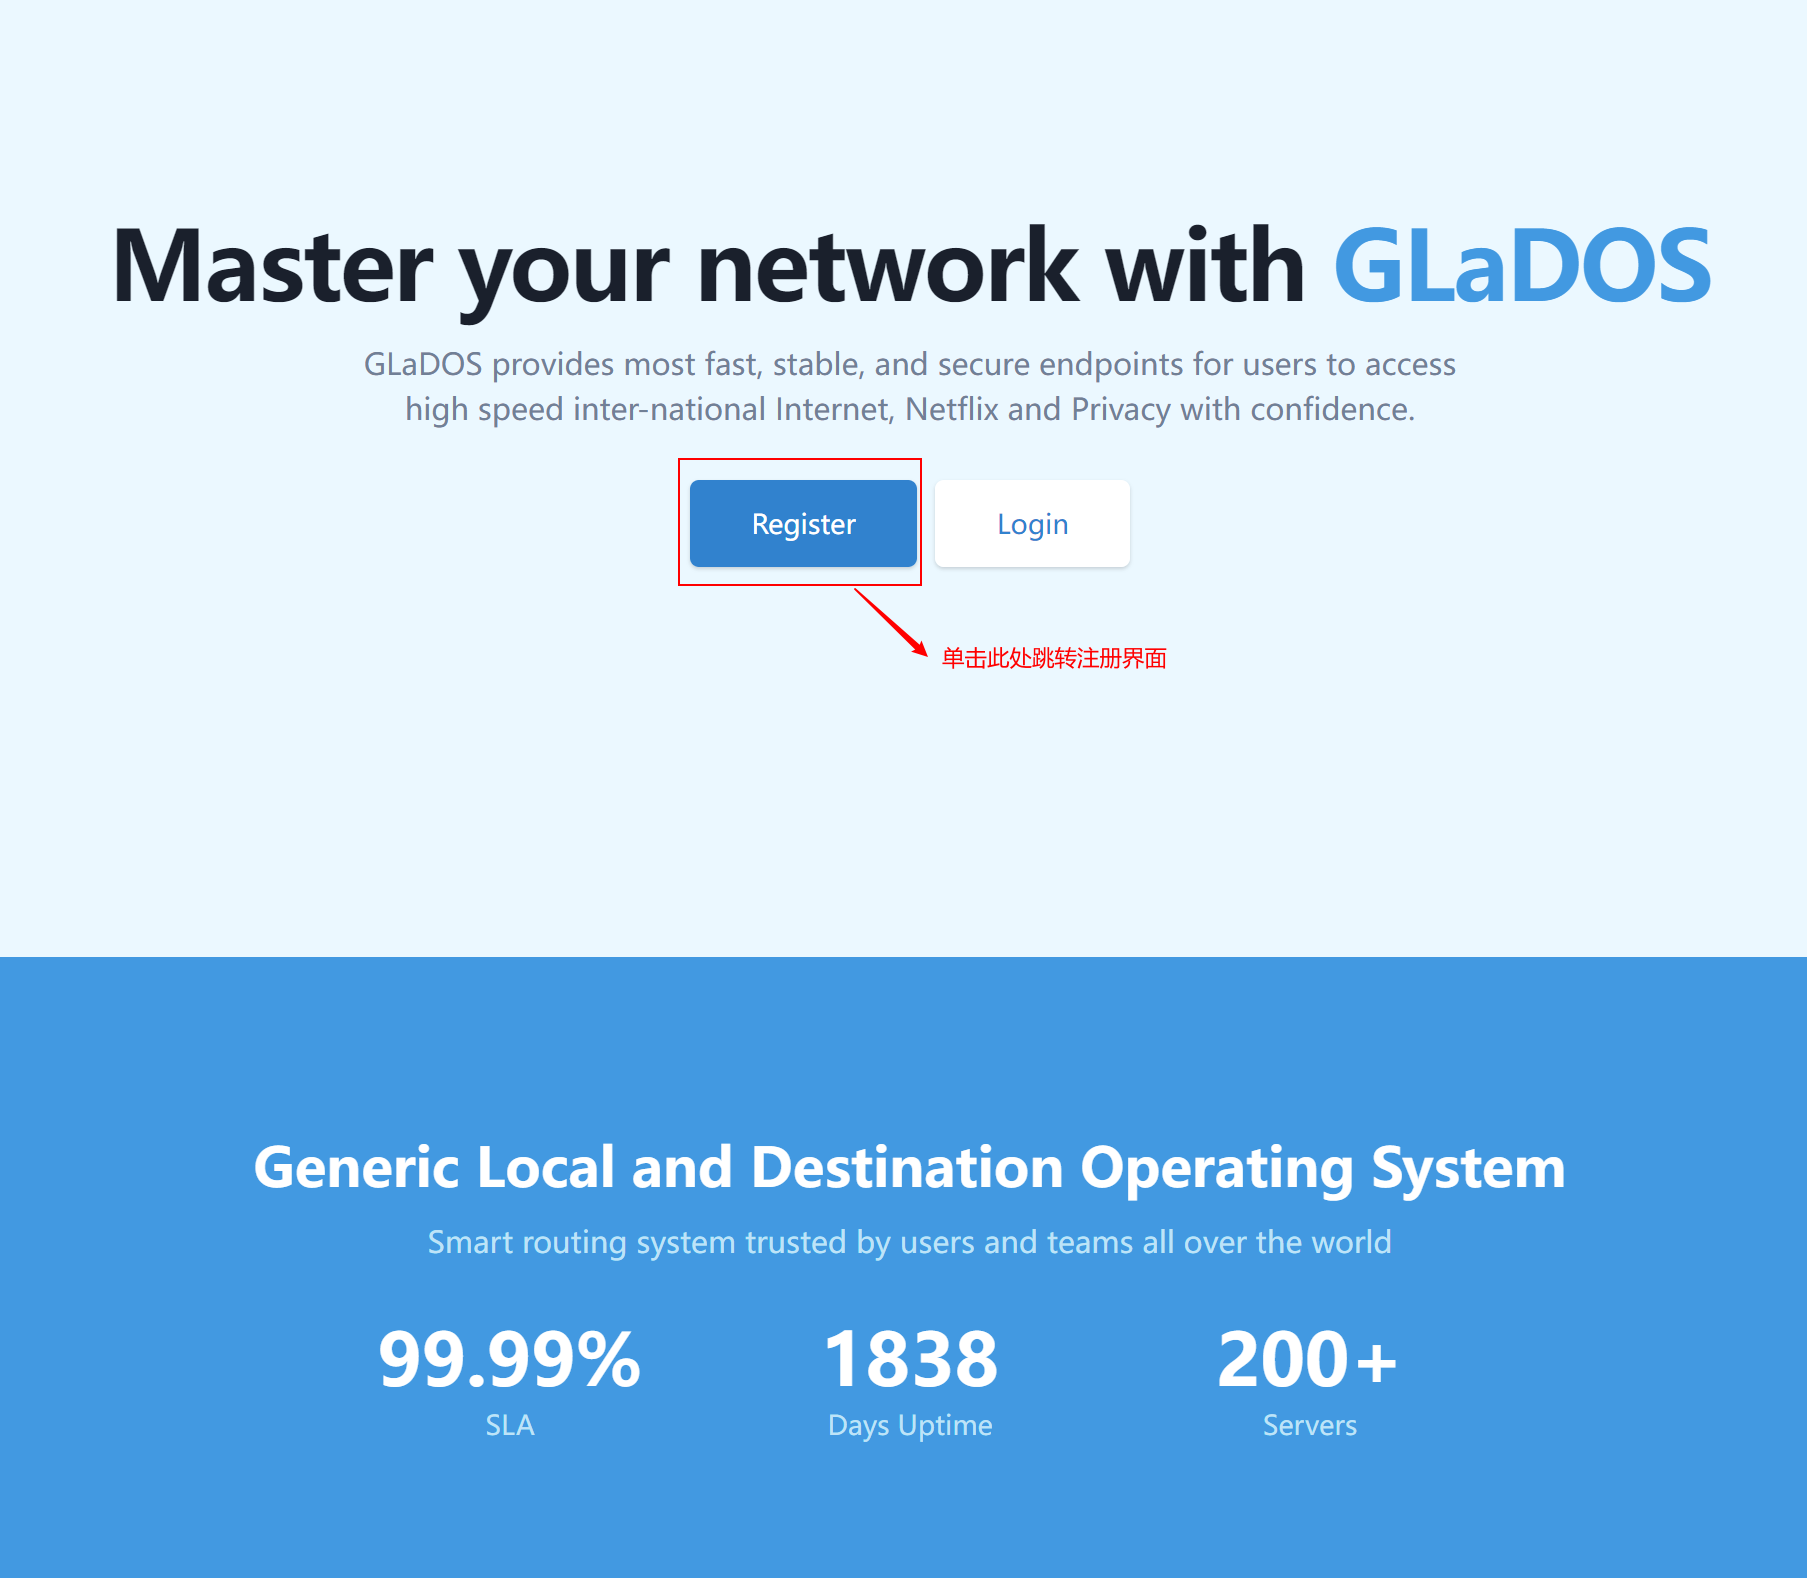 Master your network with GLaDOS
GLaDOS provides most fast, stable, and secure endpoints for users to access
high speed inter-national Internet, Netflix and Privacy with confidence.
Register
Login
单击此处跳转注册界面
Generic Local and Destination Operating System
Smart routing system trusted by users and teams all over the world
99.99%
SLA
1838
Days Uptime
200+
Servers